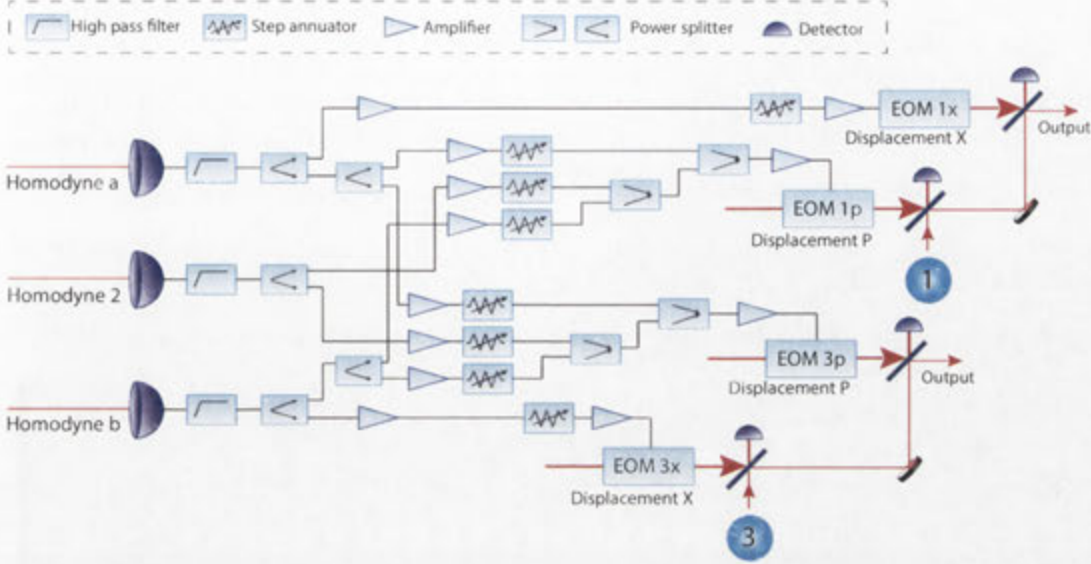 High pass filter
Step annuator
Amplifier
Power splitter
Detector
EOM 1x
Displacement X
Output
Homodyne a
EOM 1p
Displacement P
1
Homodyne 2
EOM 3p
Displacement P
Output
Homodyne b
EOM 3x
Displacement X
3